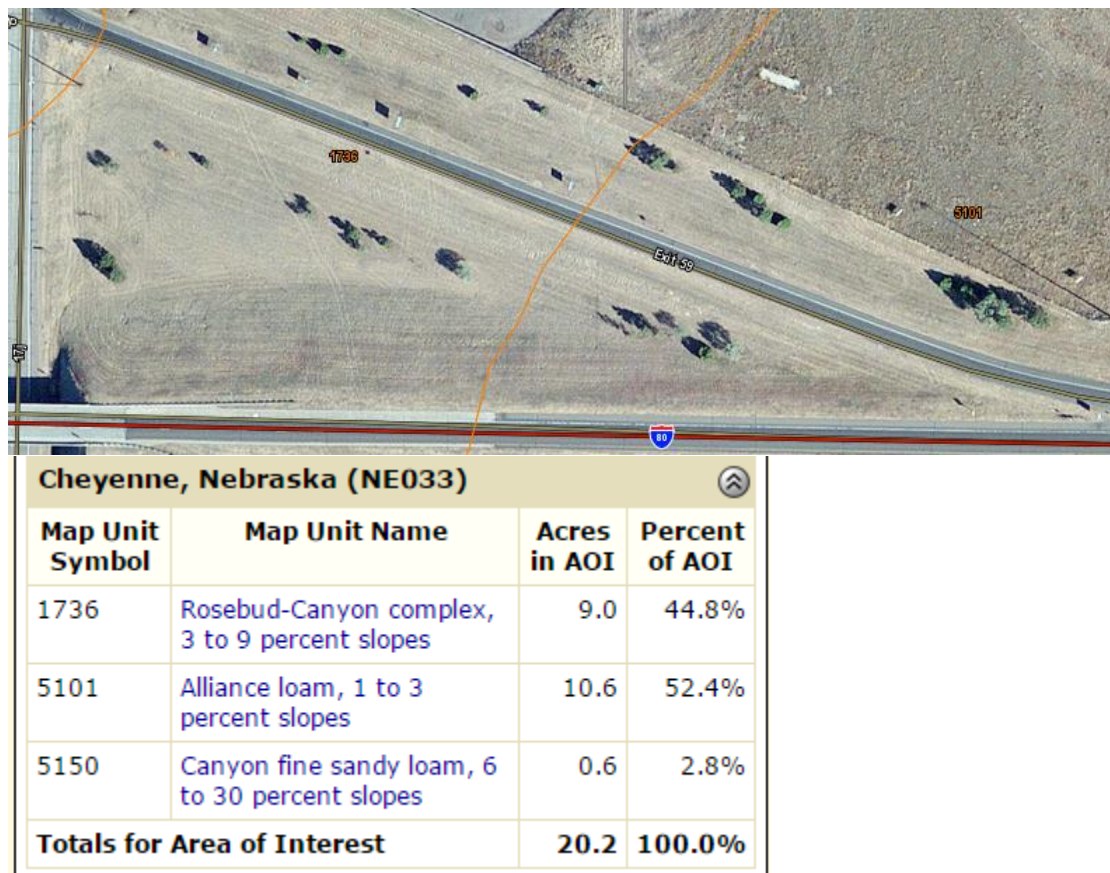 1736
5101
Exit 59
17J
80
Cheyenne, Nebraska (NE033)
Map Unit Symbol Map Unit Name Acres in AOI Percent of AOI
1736 Rosebud-Canyon complex, 3 to 9 percent slopes 9.0 44.8%
5101 Alliance loam, 1 to 3 percent slopes 10.6 52.4%
5150 Canyon fine sandy loam, 6 to 30 percent slopes 0.6 2.8%
Totals for Area of Interest 20.2 100.0%